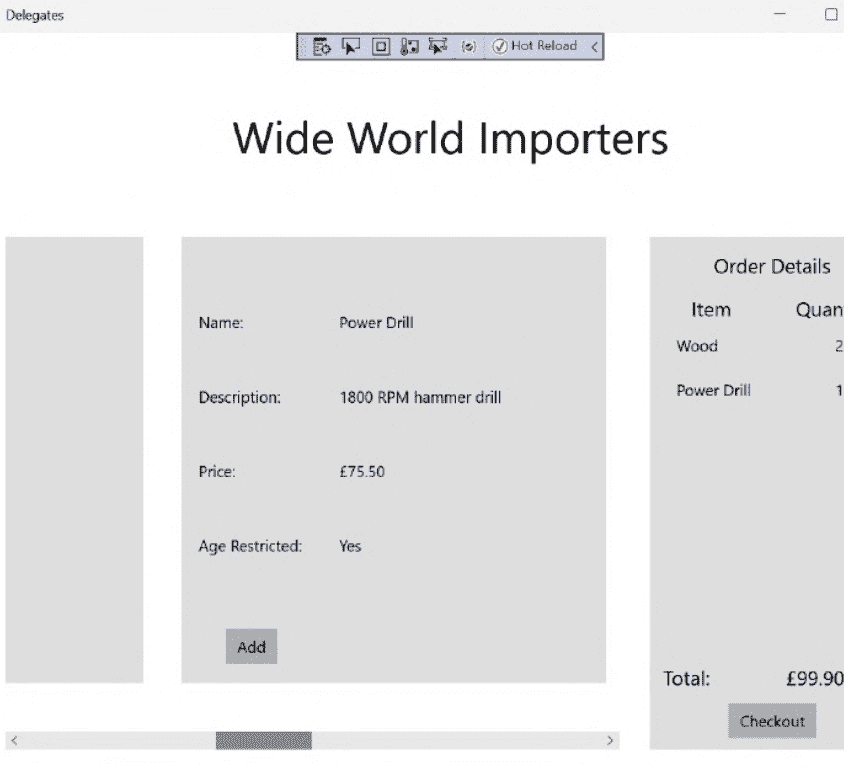 Delegates
Hot Reload
Wide World Importers
Name: Power Drill
Description: 1800 RPM hammer drill
Price: £75.50
Age Restricted: Yes
Add
Order Details
Item Quan
Wood 2
Power Drill 1
Total: £99.90
Checkout